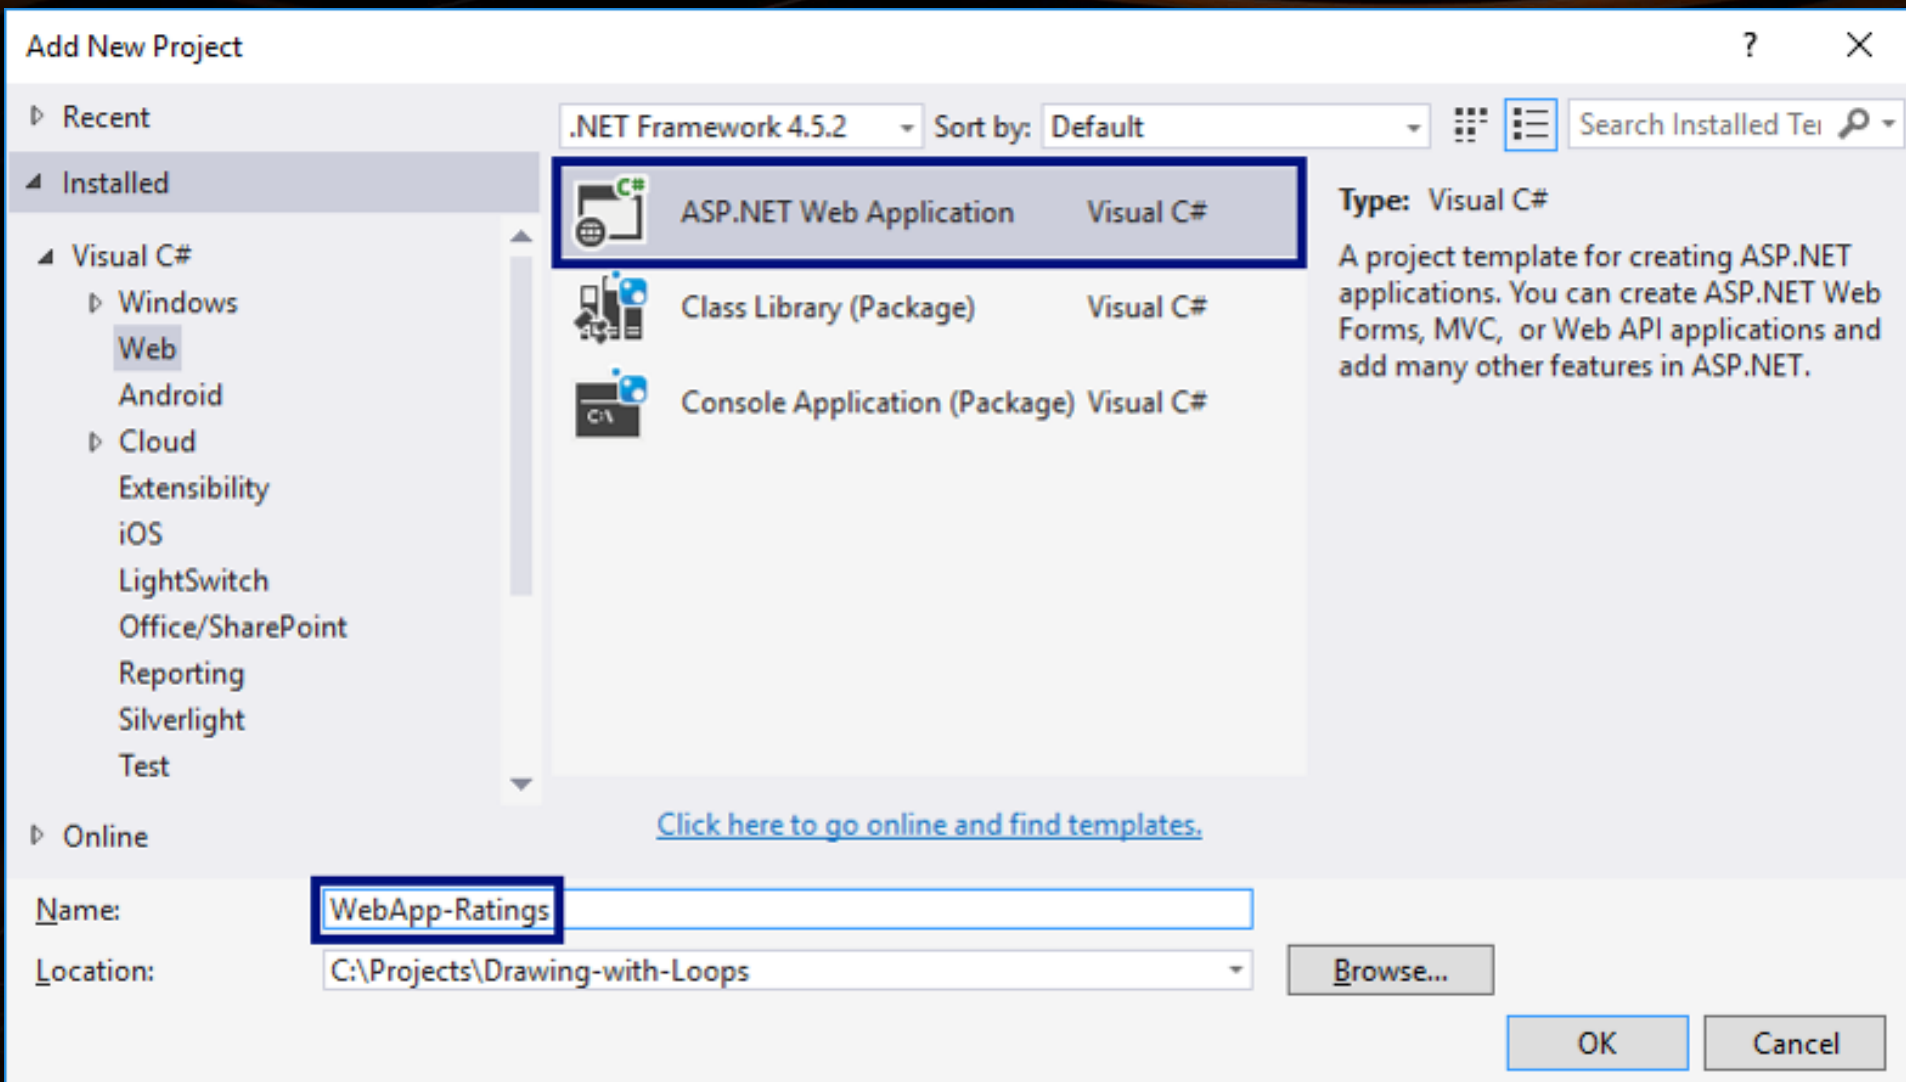 Add New Project
?
Recent
Installed
Visual C#
Windows
Web
Android
Cloud
Extensibility
iOS
LightSwitch
Office/SharePoint
Reporting
Silverlight
Test
Online
.NET Framework 4.5.2
Sort by: Default
Search Installed Te
C# ASP.NET Web Application Visual C#
Class Library (Package) Visual C#
C:\ Console Application (Package) Visual C#
Click here to go online and find templates.
Type: Visual C#
A project template for creating ASP.NET
applications. You can create ASP.NET Web
Forms, MVC, or Web API applications and
add many other features in ASP.NET.
Name: WebApp-Ratings
Location: C:\Projects\Drawing-with-Loops
Browse...
OK
Cancel